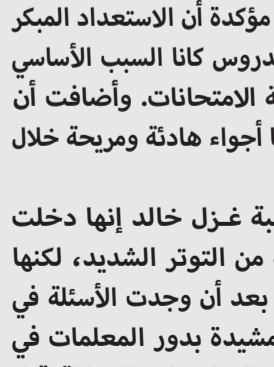 مؤكدة أن الاستعداد المبكر
دروس كانا السبب الأساسي
ة الامتحانات. وأضافت أن
ا أجواء هادئة ومريحة خلال
بة غـزل خالد إنها دخلت
من التوتر الشديد، لكنها
بعد أن وجدت الأسئلة في
مشيدة بدور المعلمات في